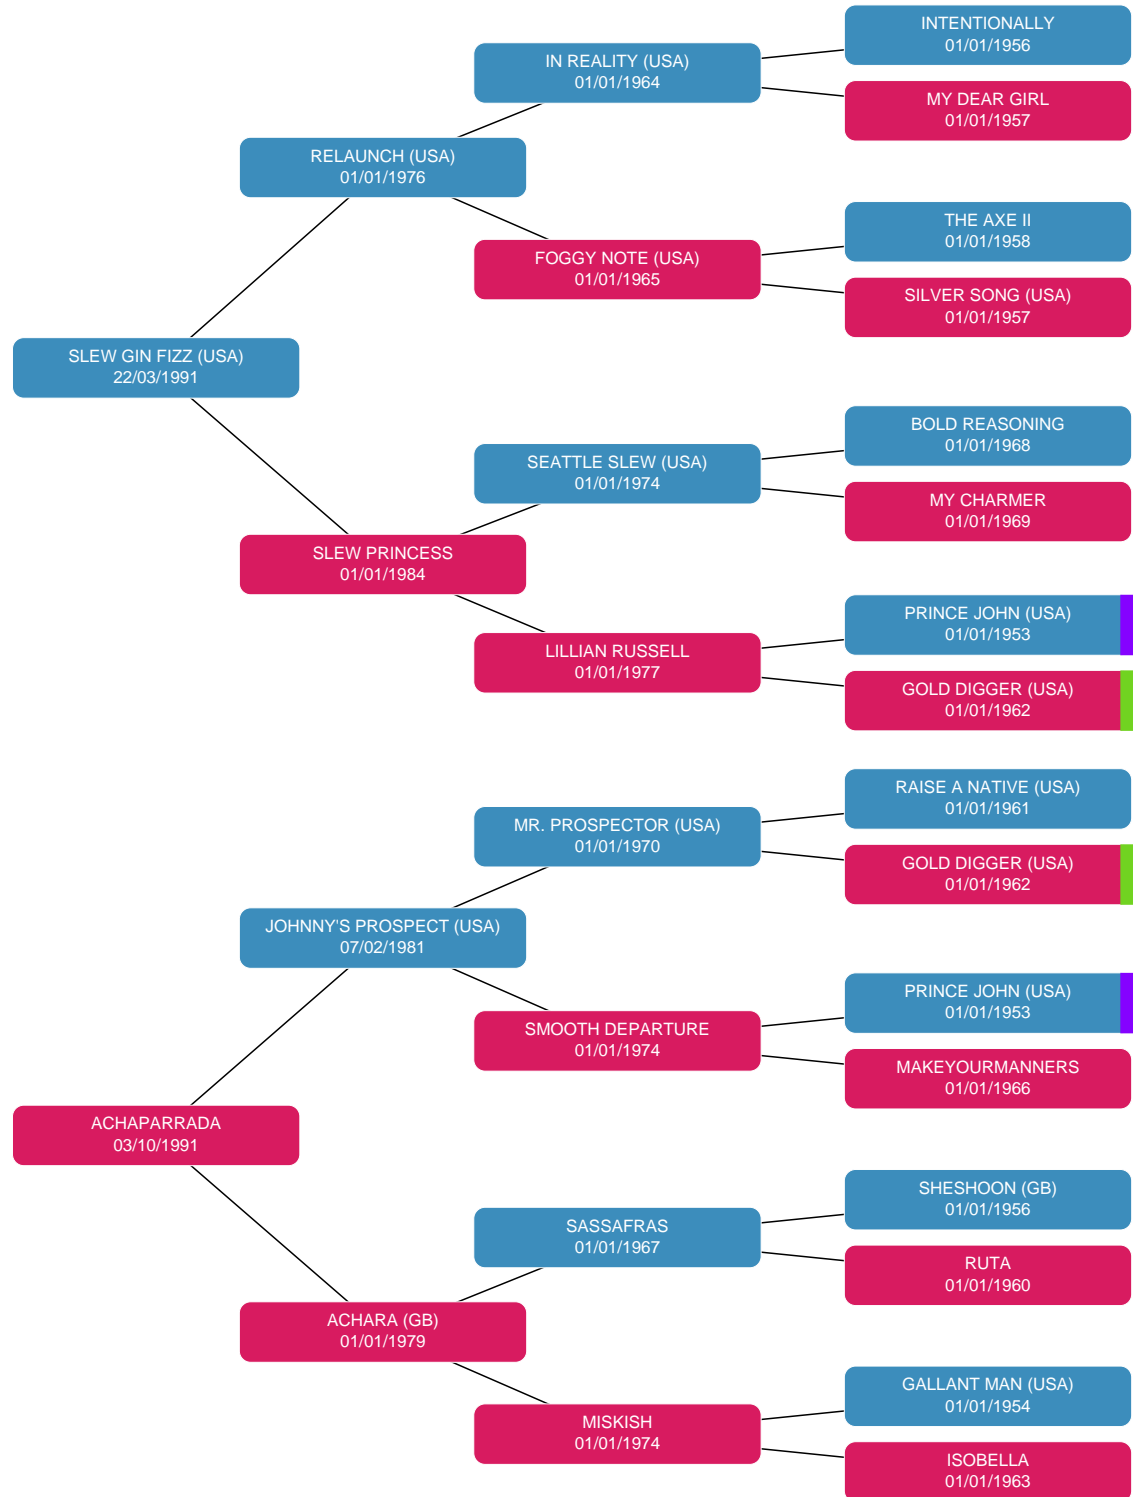 INTENTIONALLY
01/01/1956
IN REALITY (USA)
01/01/1964
MY DEAR GIRL
01/01/1957
RELAUNCH (USA)
01/01/1976
THE AXE II
01/01/1958
FOGGY NOTE (USA)
01/01/1965
SILVER SONG (USA)
01/01/1957
SLEW GIN FIZZ (USA)
22/03/1991
BOLD REASONING
01/01/1968
SEATTLE SLEW (USA)
01/01/1974
MY CHARMER
01/01/1969
SLEW PRINCESS
01/01/1984
PRINCE JOHN (USA)
01/01/1953
LILLIAN RUSSELL
01/01/1977
GOLD DIGGER (USA)
01/01/1962
RAISE A NATIVE (USA)
01/01/1961
MR. PROSPECTOR (USA)
01/01/1970
GOLD DIGGER (USA)
01/01/1962
JOHNNY'S PROSPECT (USA)
07/02/1981
PRINCE JOHN (USA)
01/01/1953
SMOOTH DEPARTURE
01/01/1974
MAKEYOURMANNERS
01/01/1966
ACHAPARRADA
03/10/1991
SHESHOON (GB)
01/01/1956
SASSAFRAS
01/01/1967
RUTA
01/01/1960
ACHARA (GB)
01/01/1979
GALLANT MAN (USA)
01/01/1954
MISKISH
01/01/1974
ISOBELLA
01/01/1963